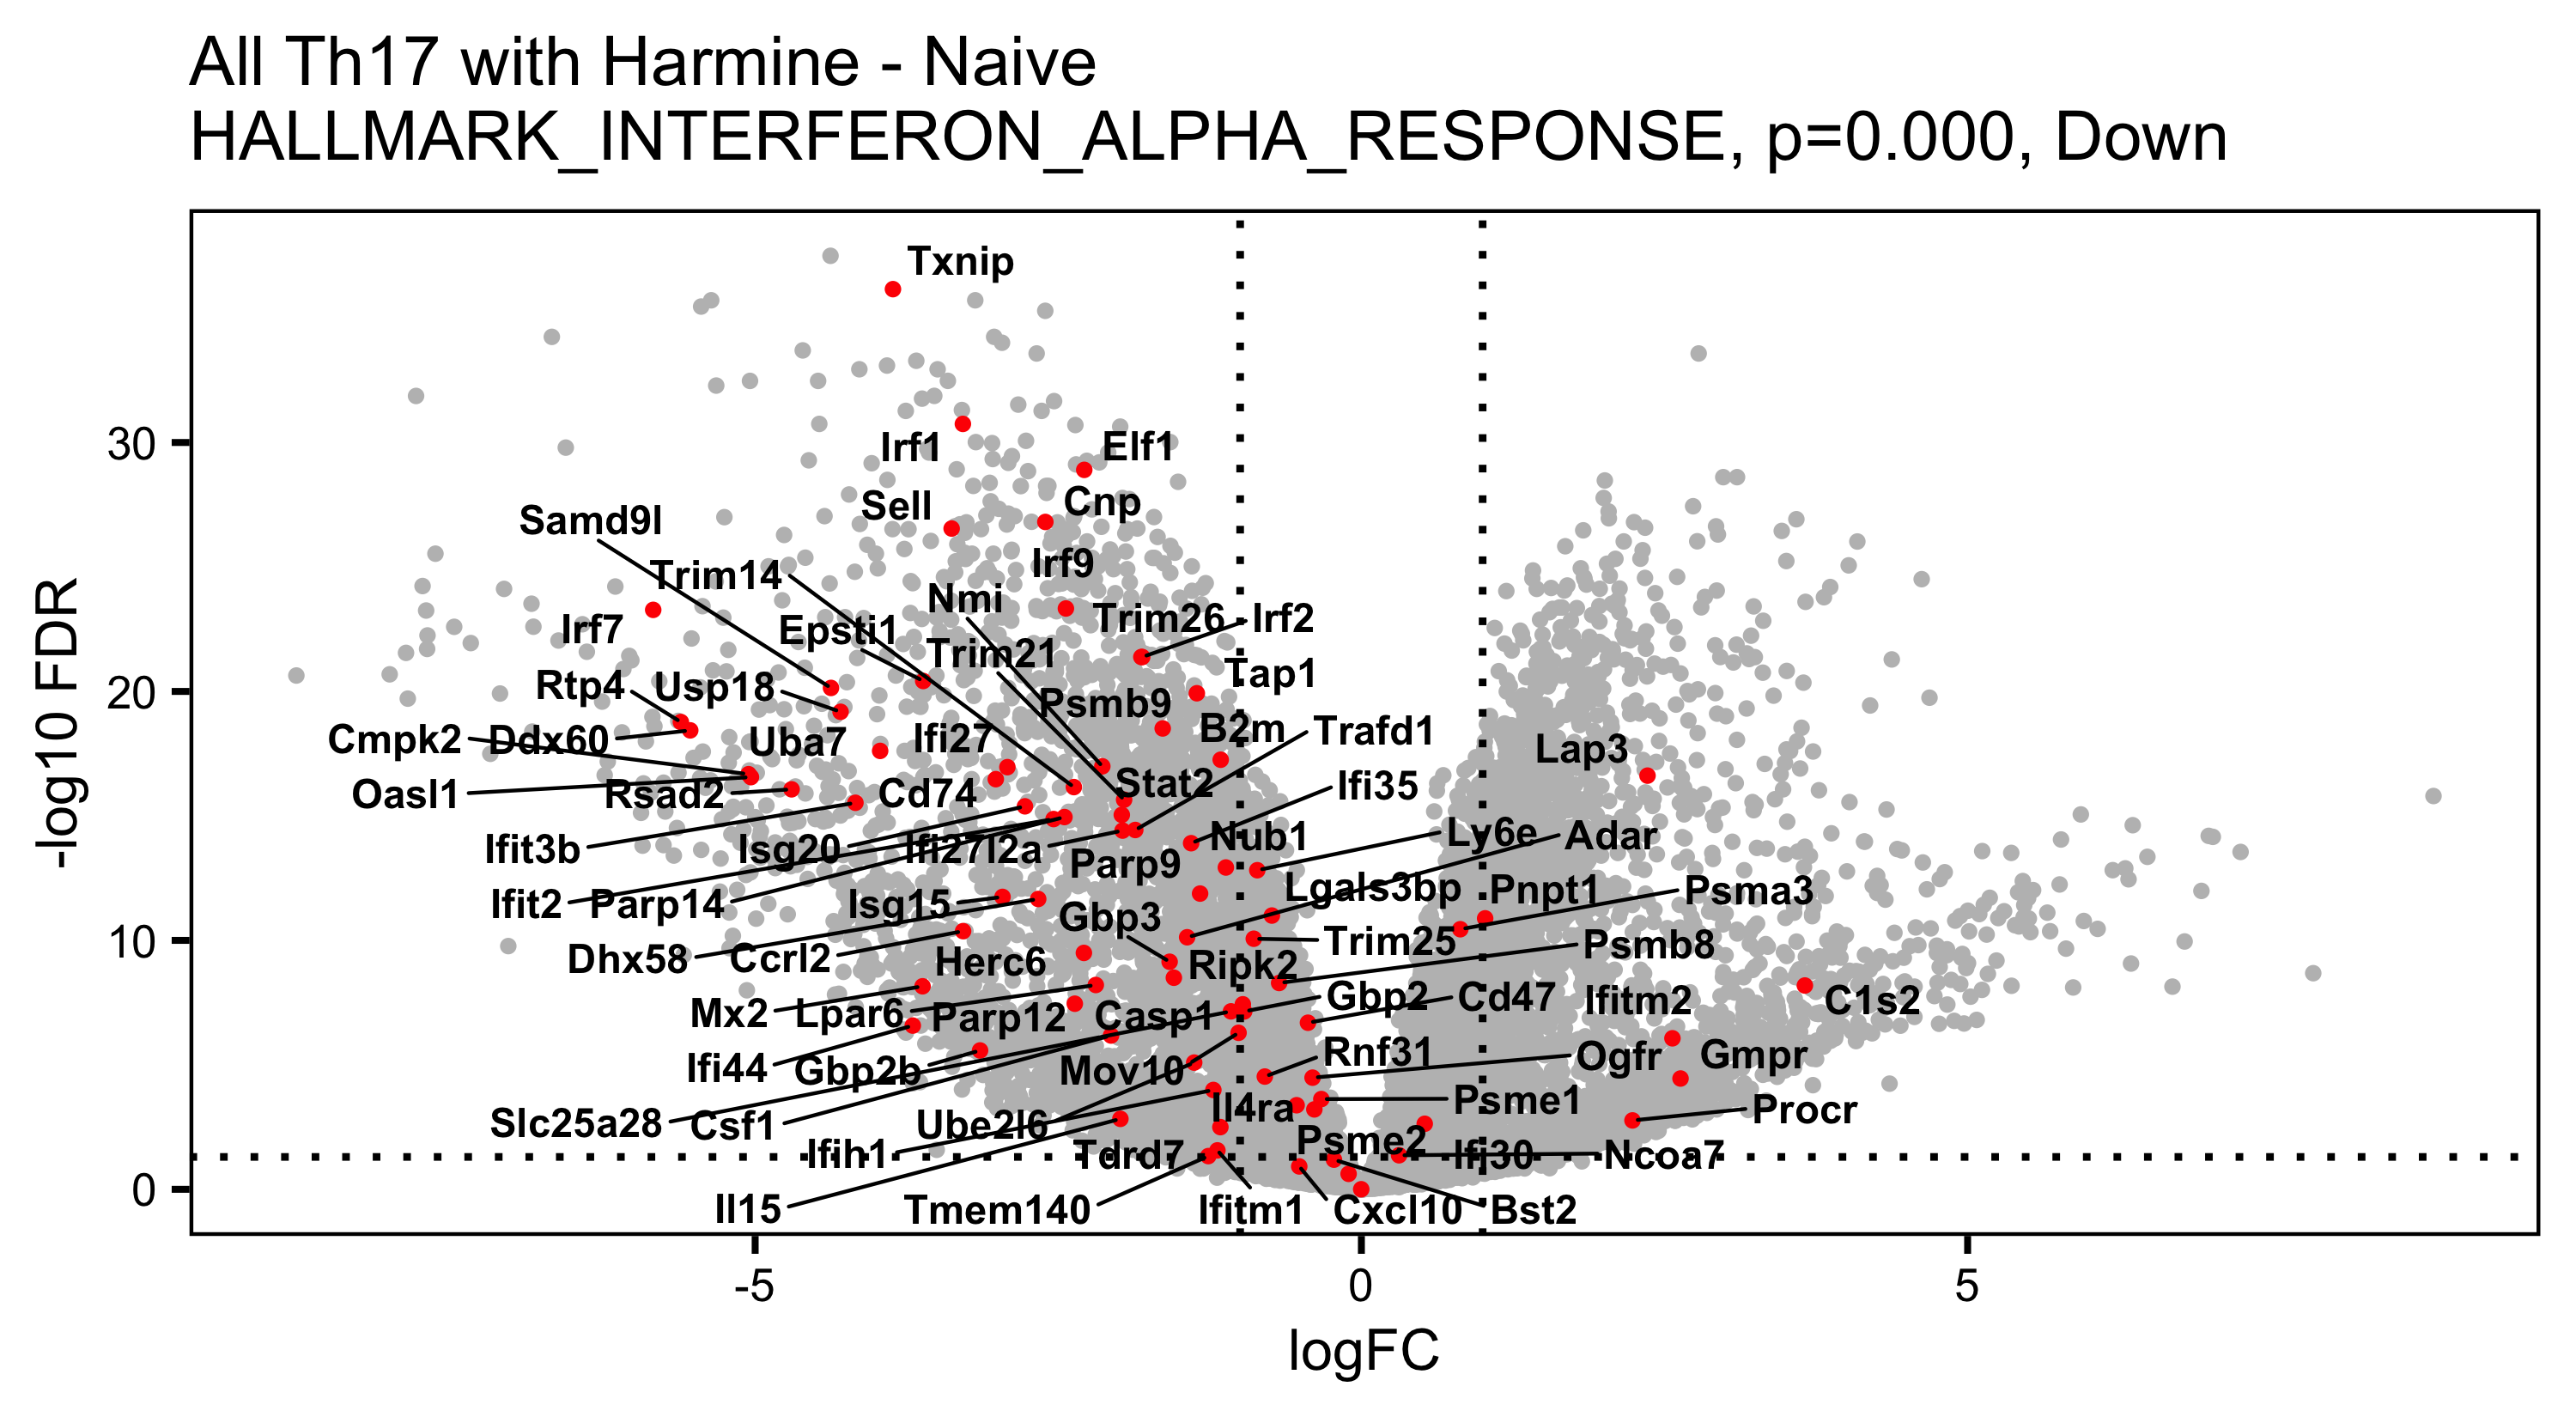 All Th17 with Harmine - Naive
HALLMARK_INTERFERON_ALPHA_RESPONSE, p=0.000, Down
-log10 FDR
30
20
10
0
Txnip
Irf1
Elf1
Sell
Cnp
Samd9l
Irf9
Trim14
Nmi
Irf7
Epsti1
Trim26
Irf2
Trim21
Tap1
Rtp4
Usp18
Psmb9
Cmpk2
Ddx60
Uba7
Ifi27
B2m
Trafd1
Lap3
Oasl1
Rsad2
Cd74
Stat2
Ifi35
Ifit3b
Isg20
Ifi27l2a
Nub1
Ly6e
Adar
Parp9
Ifit2
Parp14
Isg15
Lgals3bp
Pnpt1
Psma3
Gbp3
Dhx58
Ccrl2
Herc6
Ripk2
Trim25
Psmb8
Mx2
Lpar6
Parp12
Casp1
Gbp2
Cd47
Ifitm2
C1s2
Ifi44
Gbp2b
Mov10
Rnf31
Ogfr
Gmpr
Slc25a28
Csf1
Ube2l6
Il4ra
Psme1
Procr
Ifih1
Tdrd7
Psme2
Ifi30
Ncoa7
Il15
Tmem140
Ifitm1
Cxcl10
Bst2
-5
0
5
logFC